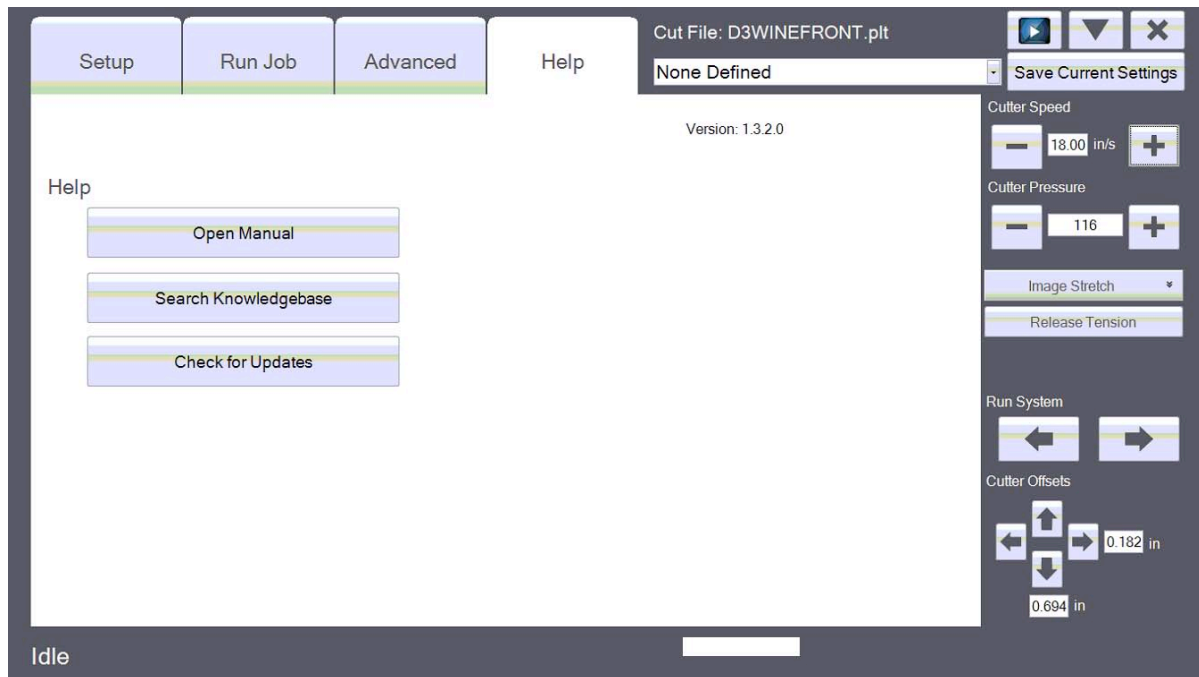 Setup
Run Job
Advanced
Help
Cut File: D3WINEFRONT.plt
None Defined
Save Current Settings
Version: 1.3.2.0
Help
Open Manual
Search Knowledgebase
Check for Updates
Cutter Speed
18.00 in/s
Cutter Pressure
116
Image Stretch
Release Tension
Run System
Cutter Offsets
0.182 in
0.694 in
Idle